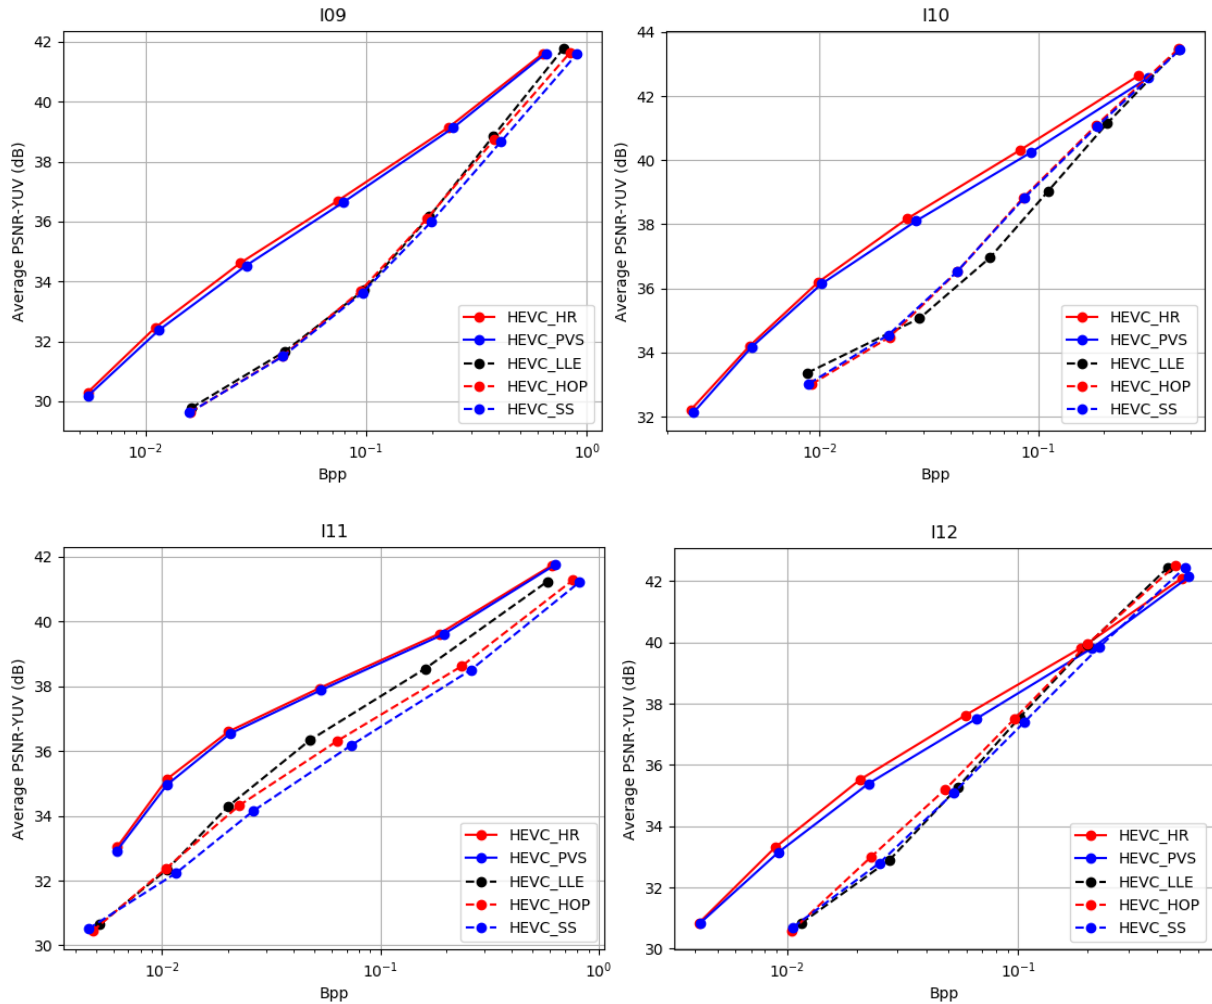 I09
Average PSNR-YUV (dB)
42
40
38
36
34
32
30
10⁻²
10⁻¹
10⁰
Bpp
HEVC_HR
HEVC_PVS
HEVC_LLE
HEVC_HOP
HEVC_SS
I10
Average PSNR-YUV (dB)
44
42
40
38
36
34
32
10⁻²
10⁻¹
Bpp
HEVC_HR
HEVC_PVS
HEVC_LLE
HEVC_HOP
HEVC_SS
I11
Average PSNR-YUV (dB)
42
40
38
36
34
32
30
10⁻²
10⁻¹
10⁰
Bpp
HEVC_HR
HEVC_PVS
HEVC_LLE
HEVC_HOP
HEVC_SS
I12
Average PSNR-YUV (dB)
42
40
38
36
34
32
30
10⁻²
10⁻¹
Bpp
HEVC_HR
HEVC_PVS
HEVC_LLE
HEVC_HOP
HEVC_SS